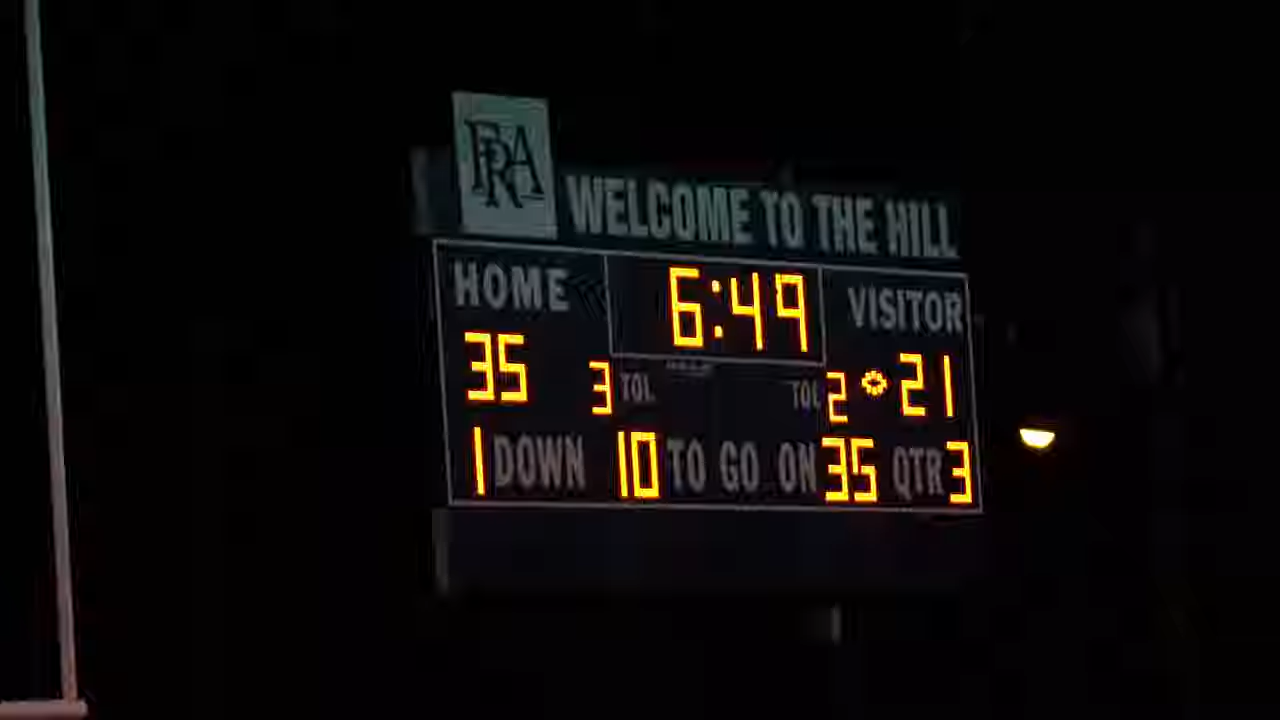 FRA
WELCOME TO THE HILL
HOME 6:49 VISITOR
35 3 TOL TOL 2 21
1 DOWN 10 TO GO ON 35 QTR 3